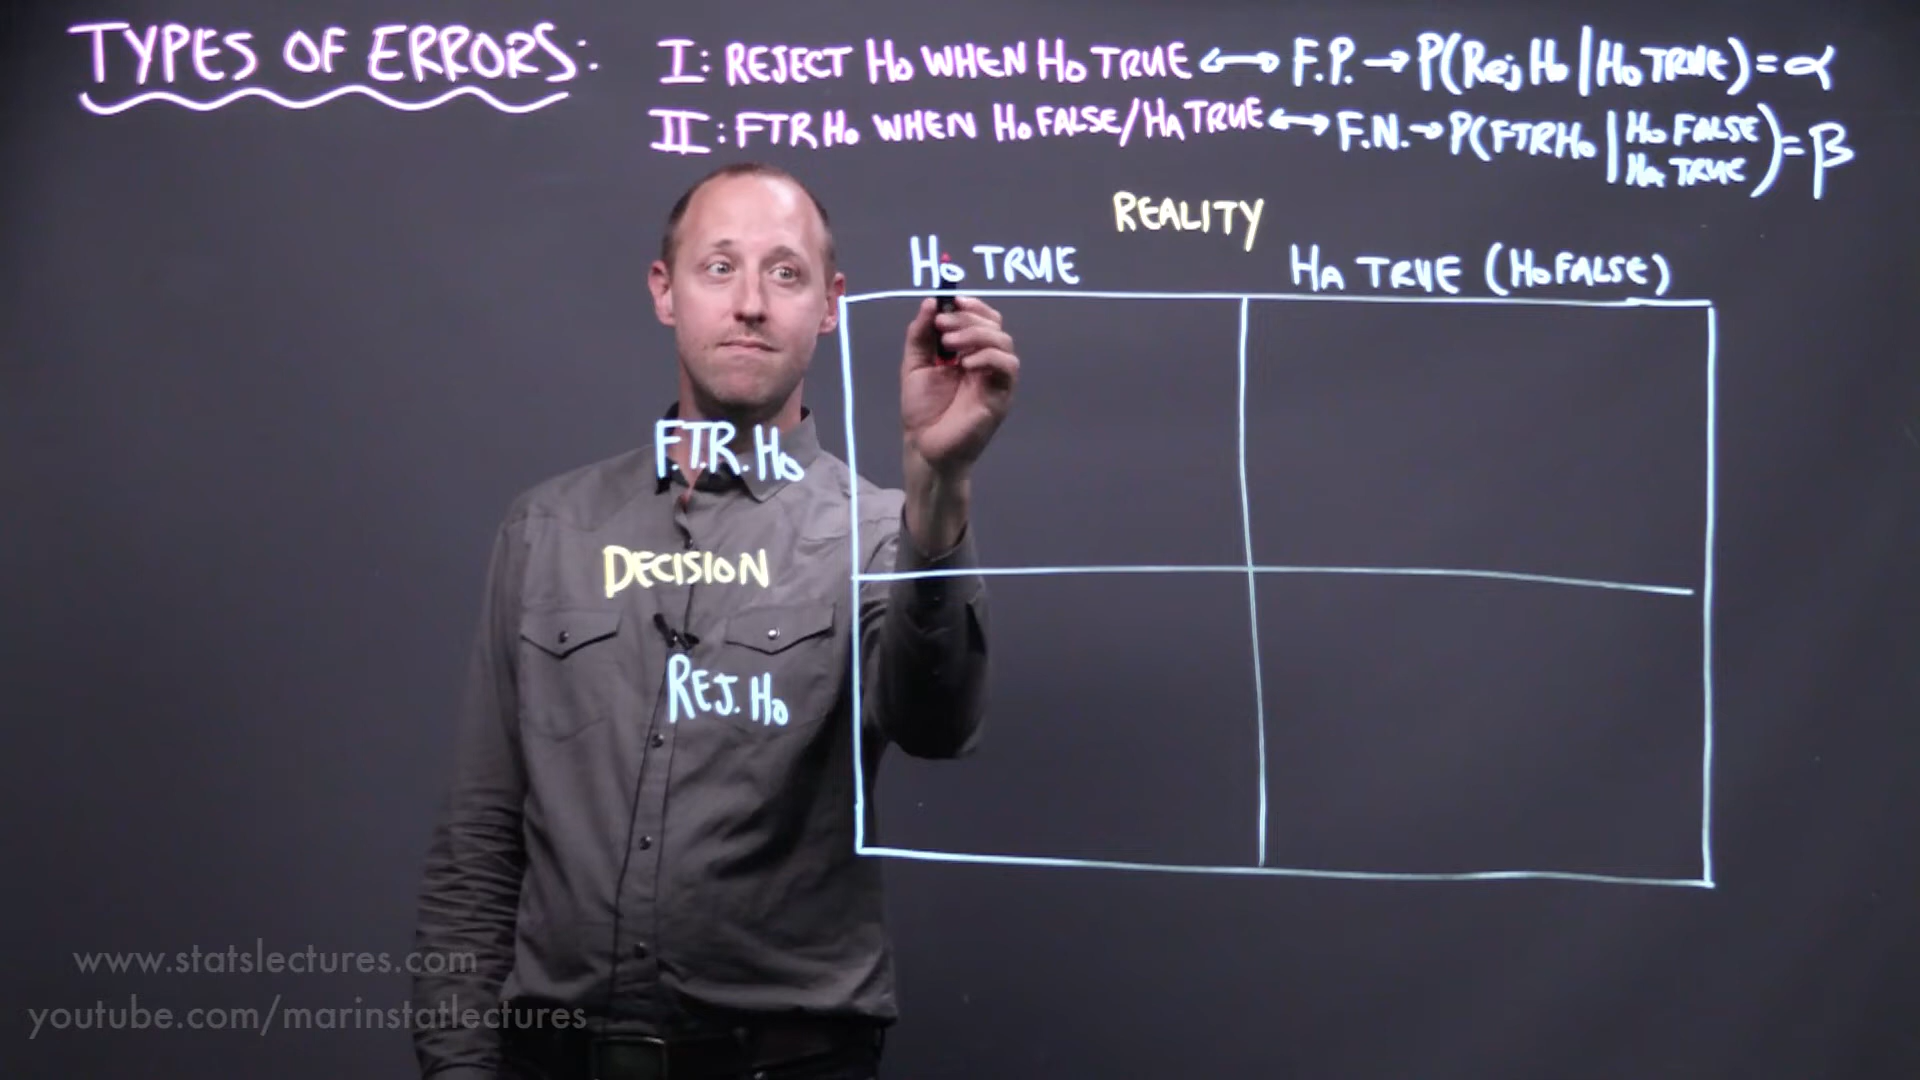 TYPES OF ERRORS:
I: REJECT H0 WHEN H0 TRUE ↔ F.P. → P(Rej H0 | H0 TRUE) = α
II: FTR H0 WHEN H0 FALSE/HA TRUE ↔ F.N. → P(FTR H0 | H0 FALSE HA TRUE) = β
REALITY
H0 TRUE HA TRUE (H0 FALSE)
F.T.R. H0
DECISION
REJ. H0
www.statslectures.com
youtube.com/marinstatlectures